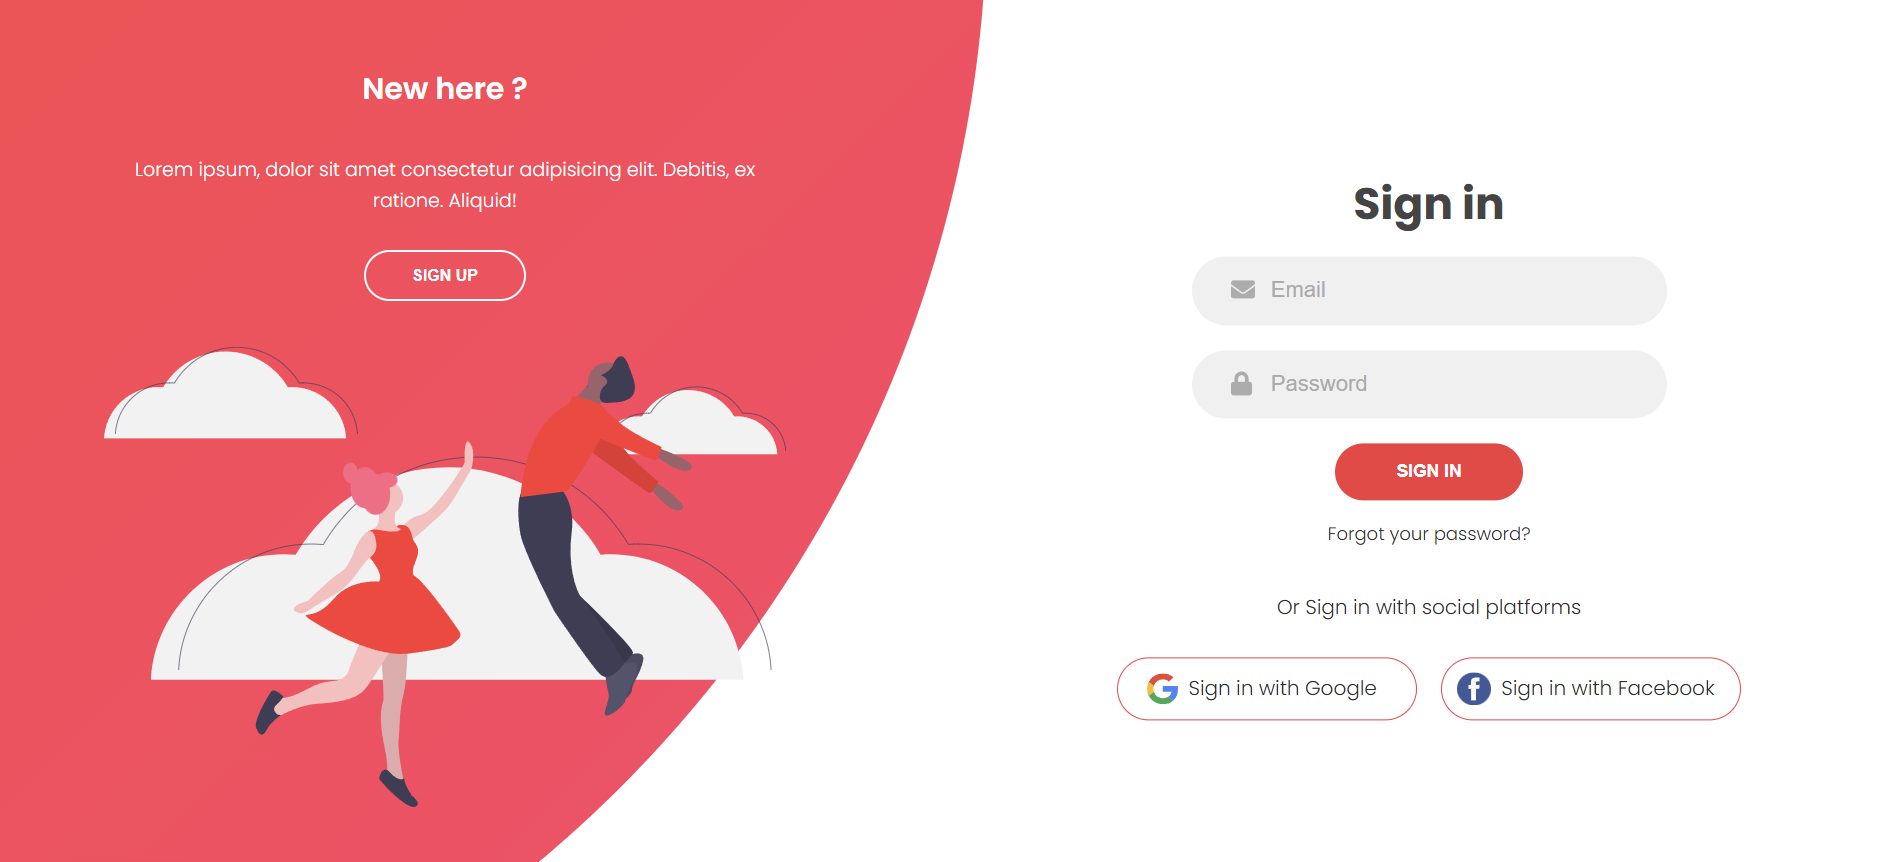 New here ?
Lorem ipsum, dolor sit amet consectetur adipisicing elit. Debitis, ex
ratione. Aliquid!
SIGN UP
Sign in
Email
Password
SIGN IN
Forgot your password?
Or Sign in with social platforms
Sign in with Google
Sign in with Facebook